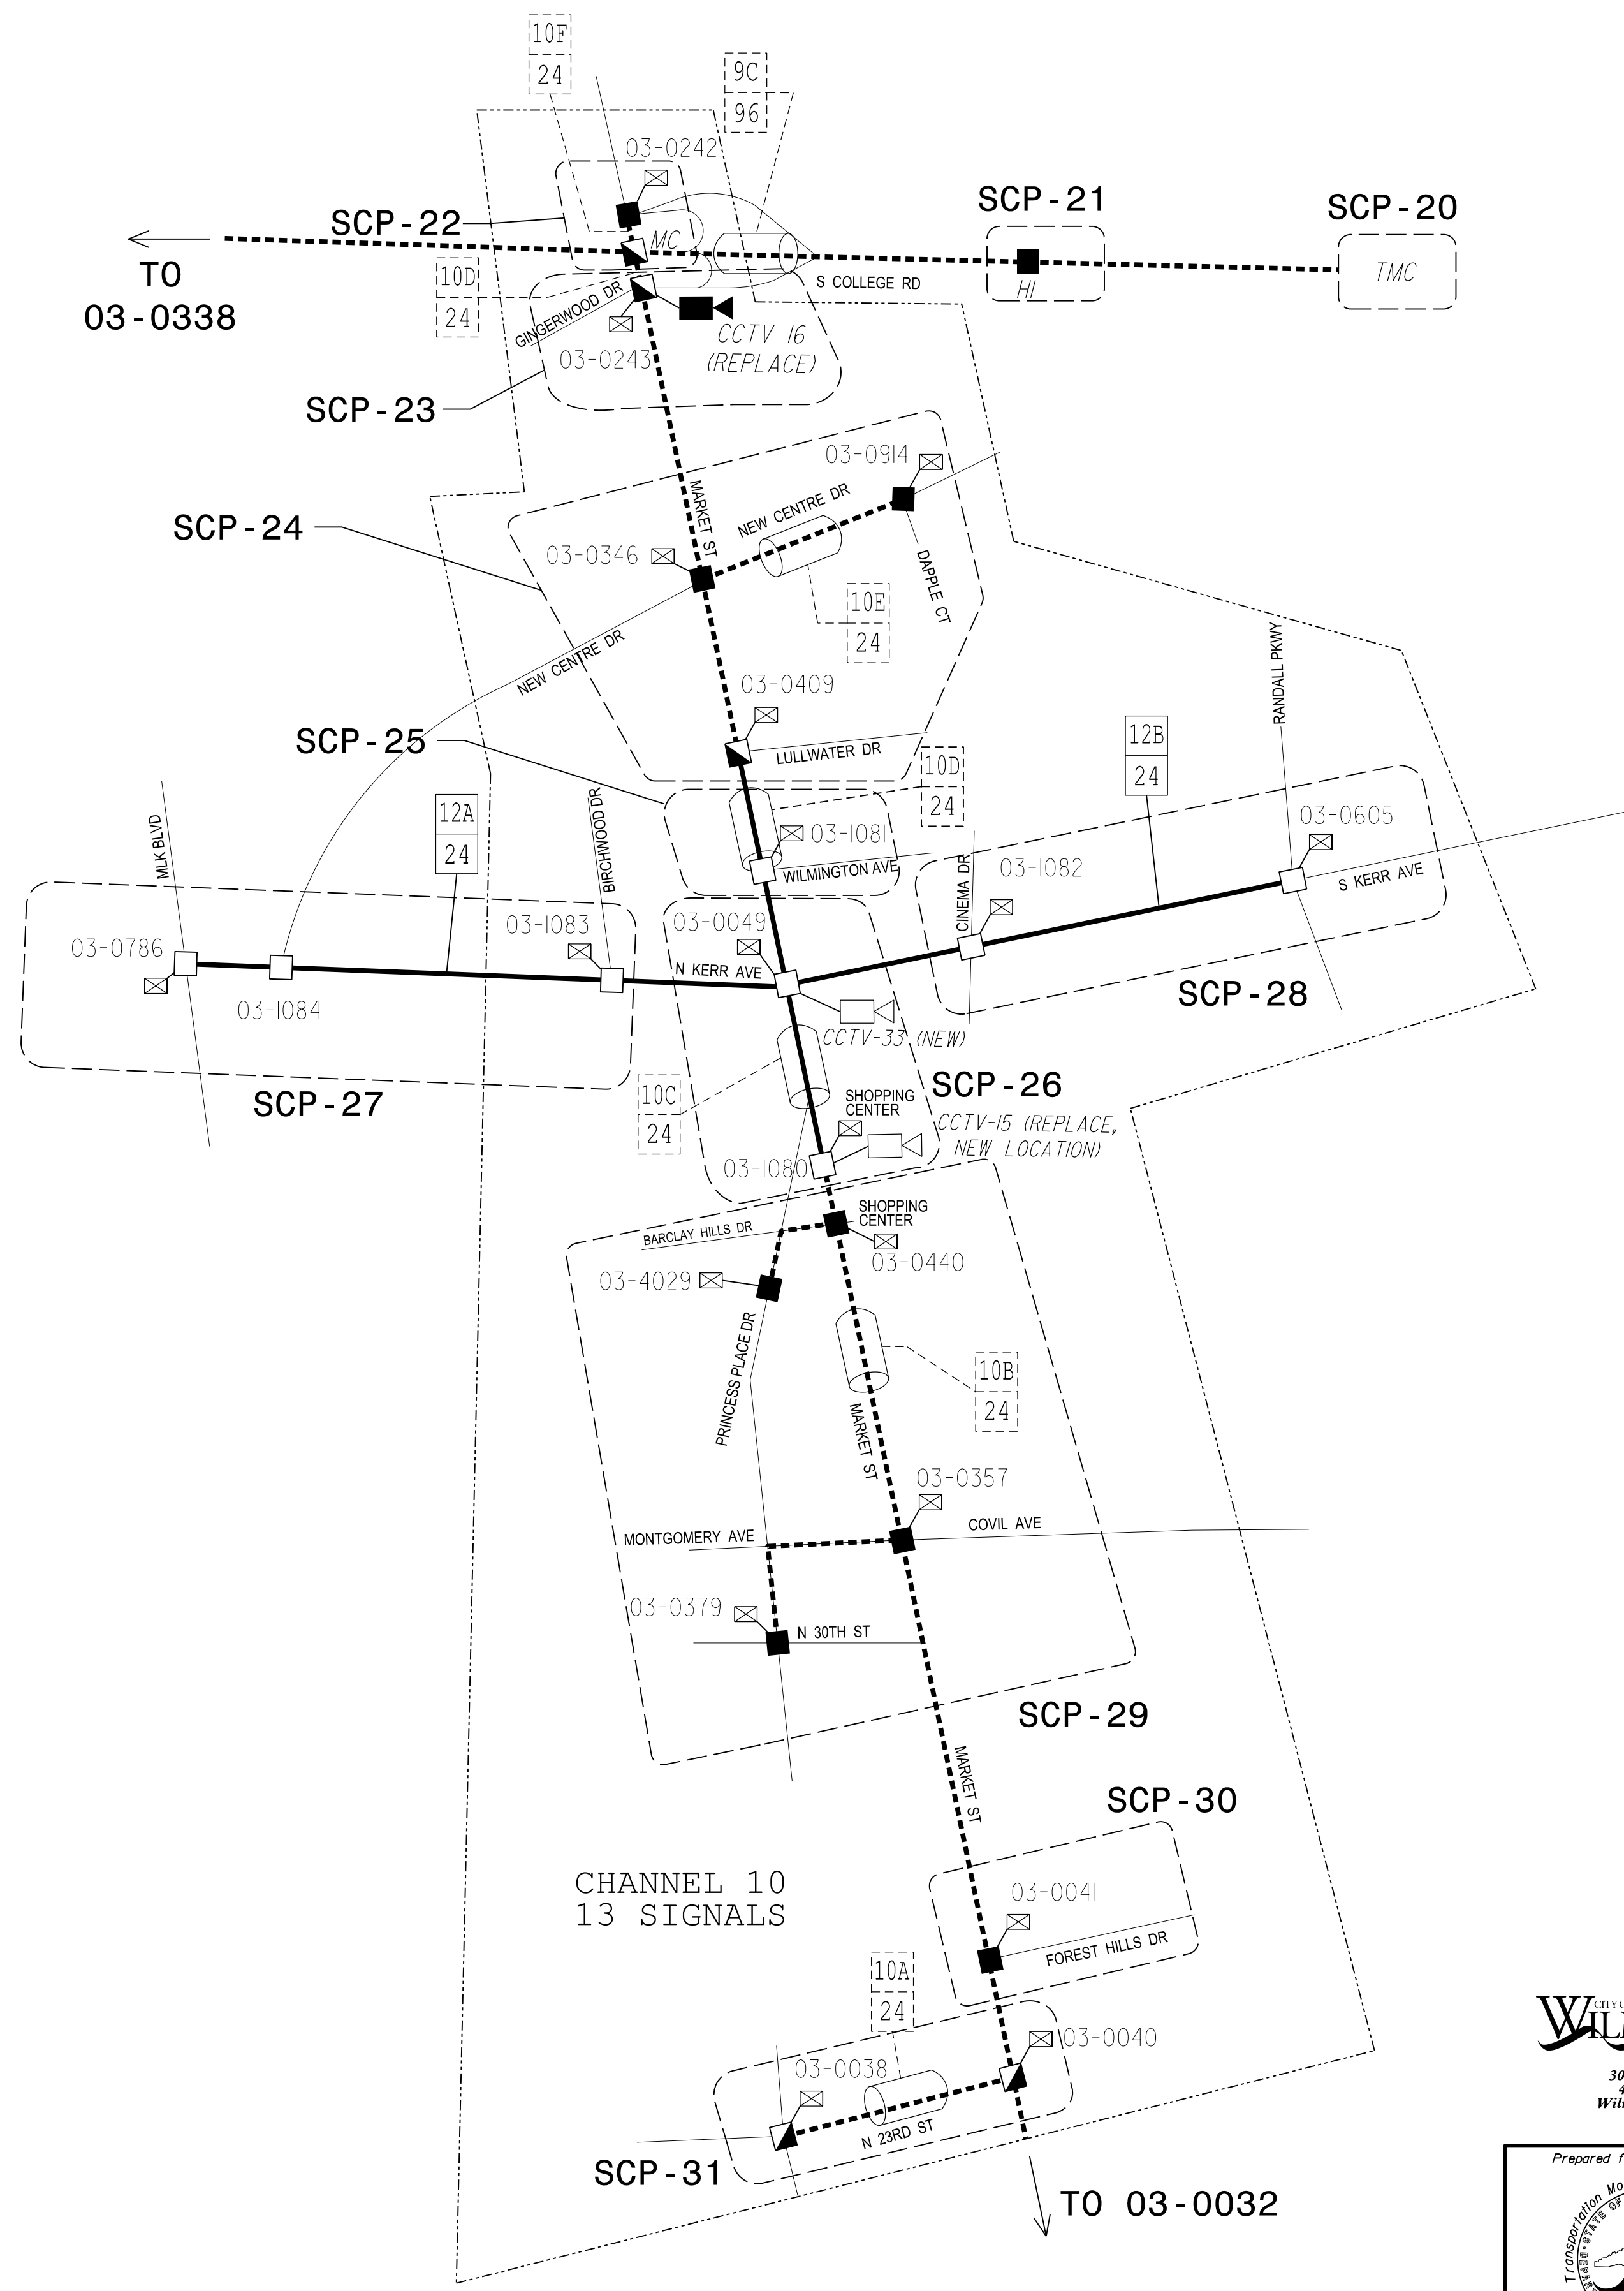 10F
24
9C
96
03-0242
SCP-22
MC
SCP-21
HI
SCP-20
TMC
TO
03-0338
10D
24
S COLLEGE RD
GINGERWOOD DR
03-0243
CCTV 16
(REPLACE)
SCP-23
03-0914
MARKET ST
NEW CENTRE DR
SCP-24
03-0346
DAPPLE CT
10E
24
NEW CENTRE DR
RANDALL PKWY
03-0409
SCP-25
LULLWATER DR
12B
24
10D
24
12A
24
MLK BLVD
BIRCHWOOD DR
03-1081
WILMINGTON AVE
03-0605
CINEMA DR
03-1082
S KERR AVE
03-0786
03-1083
03-0049
N KERR AVE
03-1084
SCP-28
CCTV-33 (NEW)
SCP-27
10C
24
SCP-26
SHOPPING
CENTER
CCTV-15 (REPLACE,
NEW LOCATION)
03-1080
SHOPPING
CENTER
BARCLAY HILLS DR
03-0440
03-4029
PRINCESS PLACE DR
10B
24
MARKET ST
03-0357
COVIL AVE
MONTGOMERY AVE
03-0379
N 30TH ST
SCP-29
MARKET ST
SCP-30
CHANNEL 10
13 SIGNALS
03-0041
FOREST HILLS DR
10A
24
03-0040
03-0038
N 23RD ST
SCP-31
TO 03-0032
Prepared
Transportation
STATE OF